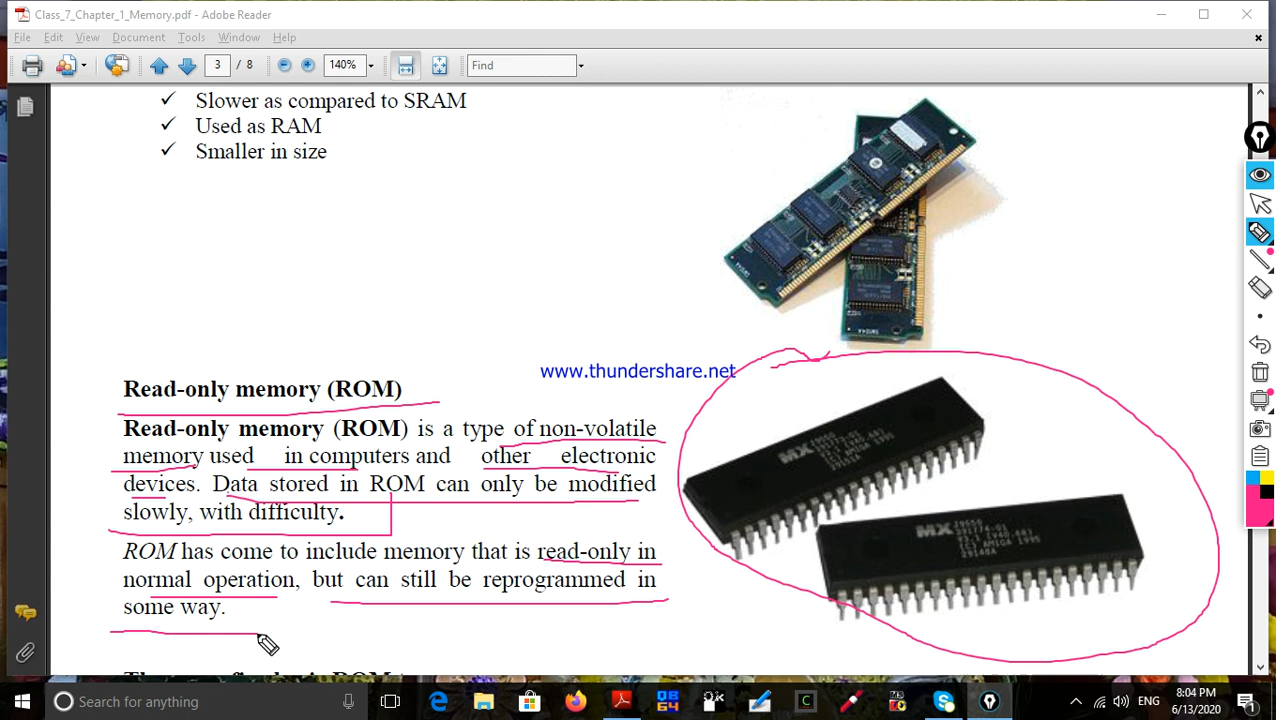 Class_7_Chapter_1_Memory.pdf - Adobe Reader
File Edit View Document Tools Window Help
3 / 8 140% Find
Slower as compared to SRAM
Used as RAM
Smaller in size
www.thundershare.net
Read-only memory (ROM)
Read-only memory (ROM) is a type of non-volatile
memory used in computers and other electronic
devices. Data stored in ROM can only be modified
slowly, with difficulty.
ROM has come to include memory that is read-only in
normal operation, but can still be reprogrammed in
some way.
MX
MX
AMIGA 1995
Search for anything
ENG
8:04 PM
6/13/2020